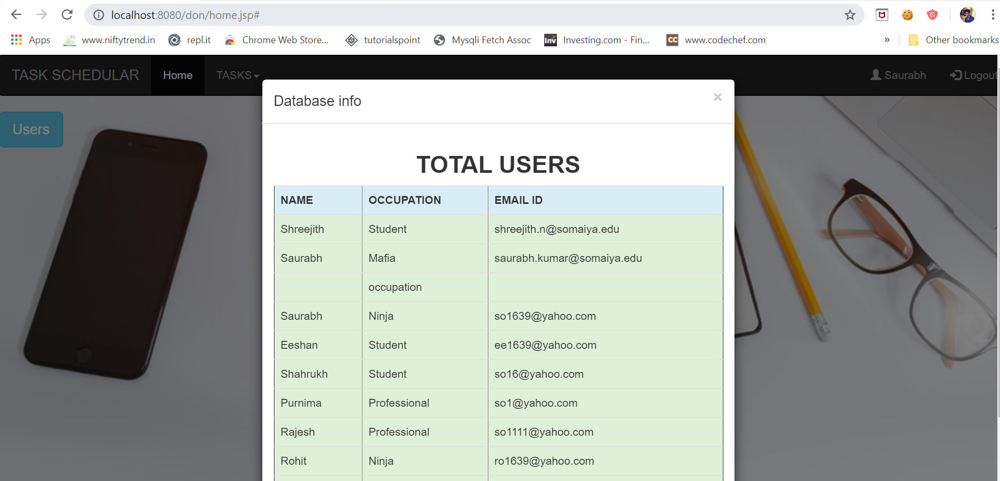 localhost:8080/don/home.jsp#
Apps www.niftytrend.in repl.it Chrome Web Store... tutorialspoint Mysqli Fetch Assoc Inv Investing.com - Fin... CC www.codechef.com » Other bookmarks
TASK SCHEDULAR Home TASKS Saurabh Logout
Users
Database info ×
TOTAL USERS
NAME OCCUPATION EMAIL ID
Shreejith Student shreejith.n@somaiya.edu
Saurabh Mafia saurabh.kumar@somaiya.edu
occupation
Saurabh Ninja so1639@yahoo.com
Eeshan Student ee1639@yahoo.com
Shahrukh Student so16@yahoo.com
Purnima Professional so1@yahoo.com
Rajesh Professional so1111@yahoo.com
Rohit Ninja ro1639@yahoo.com